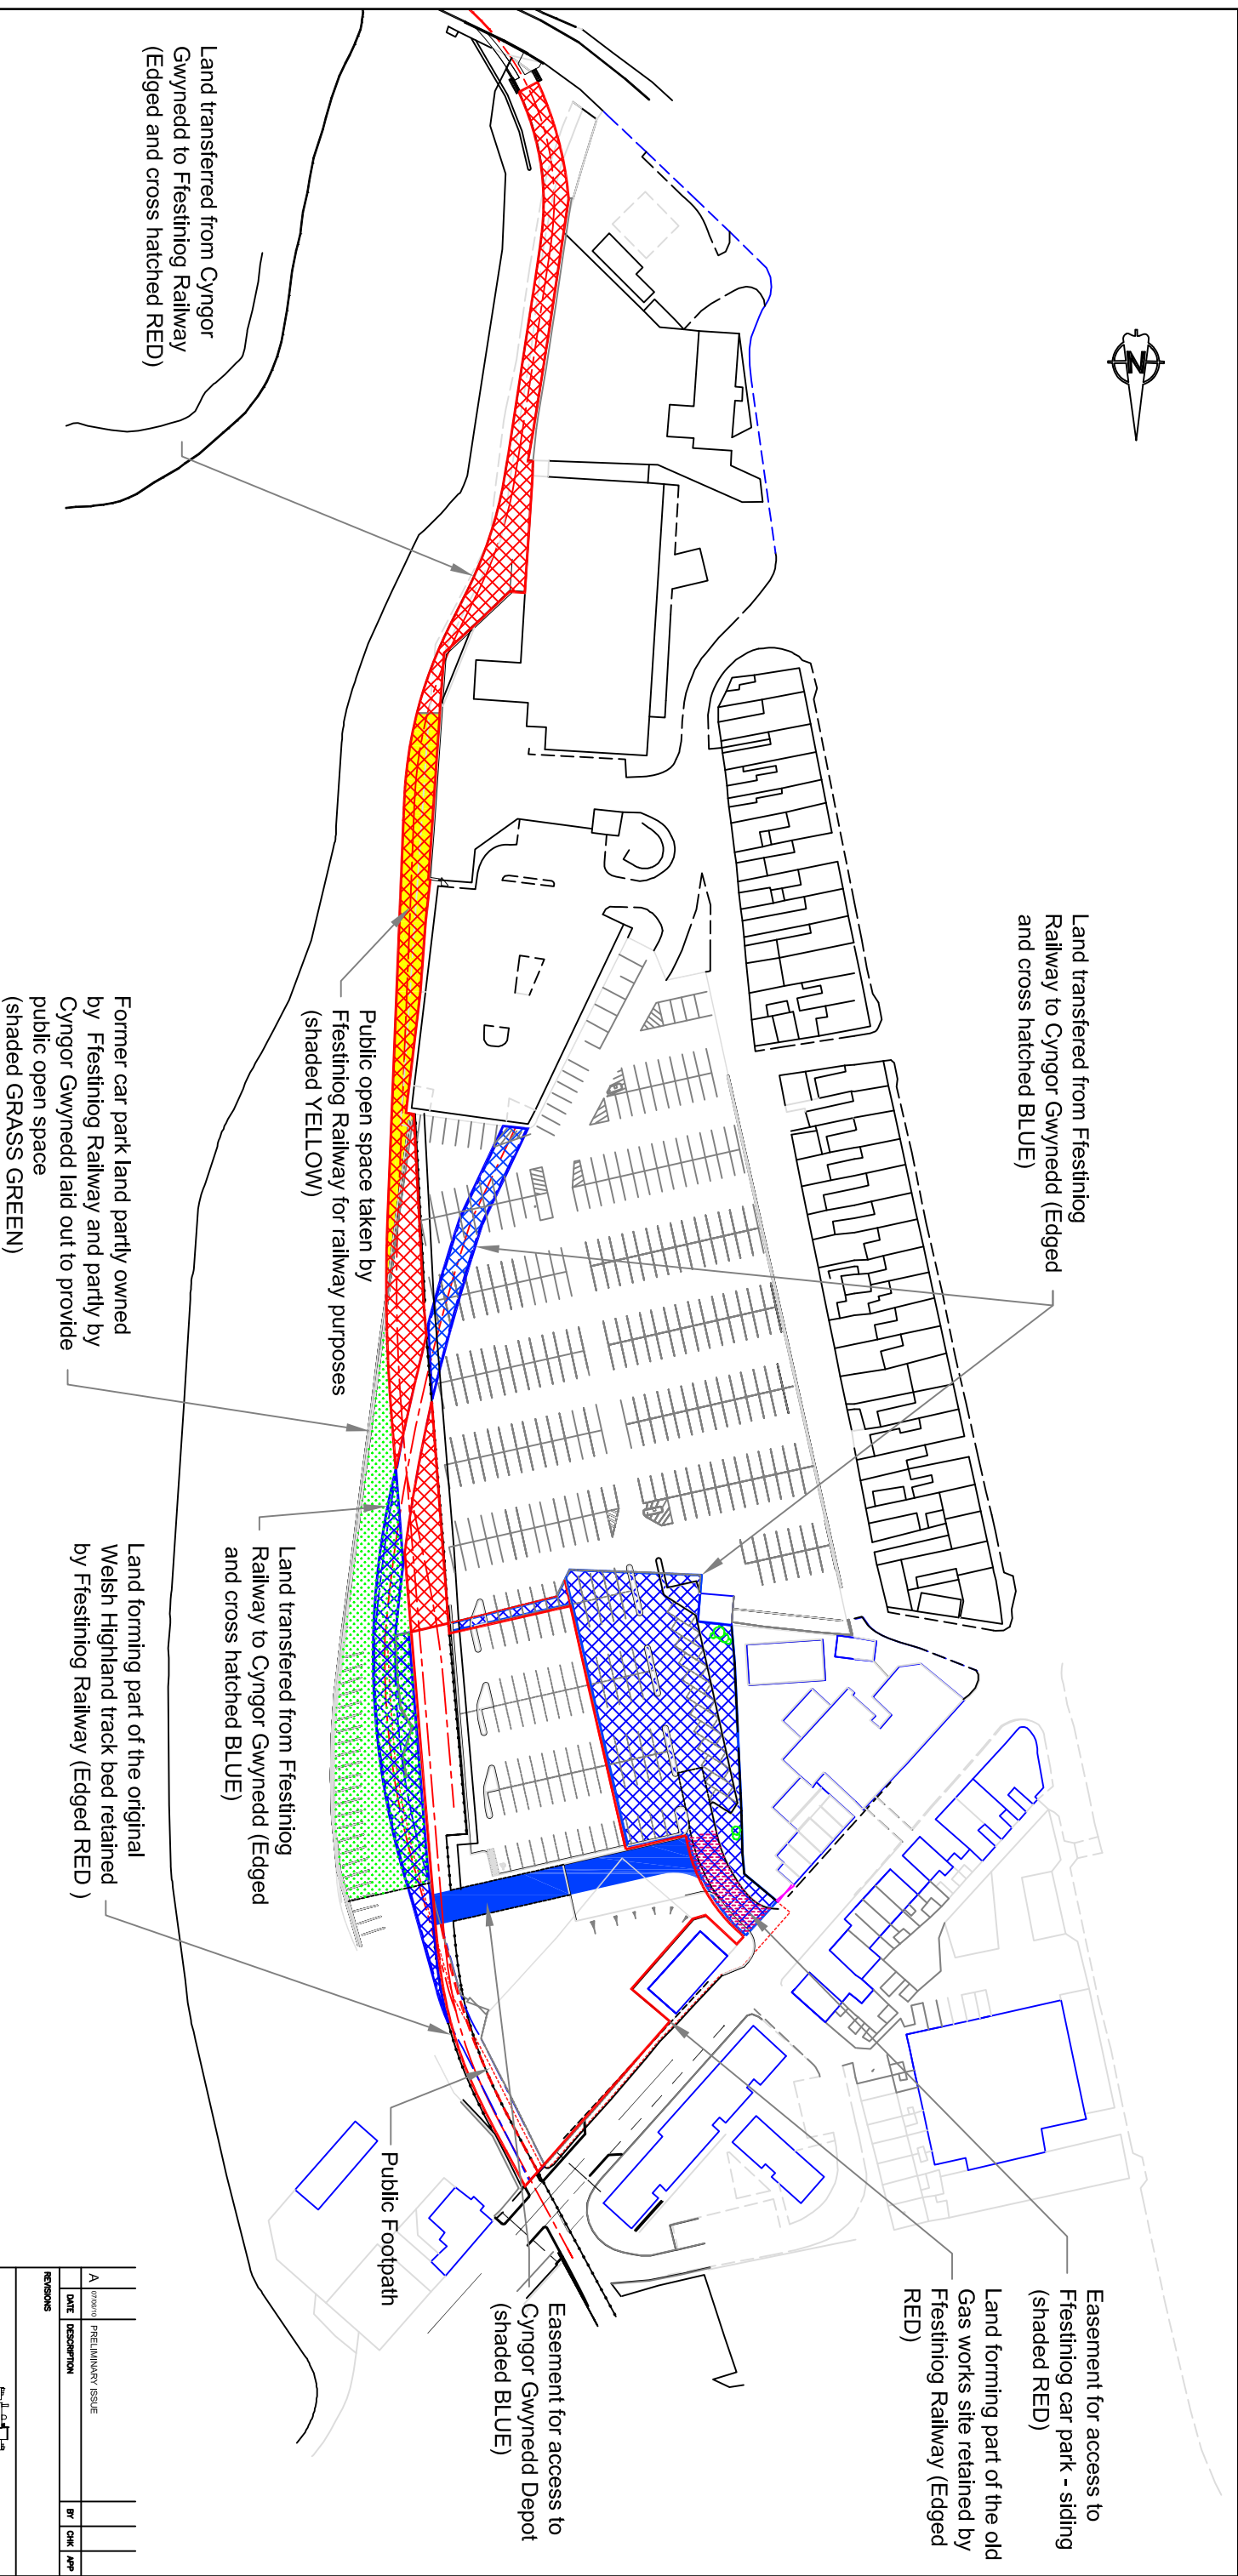 Land transferred from Cyngor
Gwynedd to Ffestiniog Railway
(Edged and cross hatched RED)
N
Land transfered from Ffestiniog
Railway to Cyngor Gwynedd (Edged
and cross hatched BLUE)
Public open space taken by
Ffestiniog Railway for railway purposes
(shaded YELLOW)
Former car park land partly owned
by Ffestiniog Railway and partly by
Cyngor Gwynedd laid out to provide
public open space
(shaded GRASS GREEN)
Land transfered from Ffestiniog
Railway to Cyngor Gwynedd (Edged
and cross hatched BLUE)
Land forming part of the original
Welsh Highland track bed retained
by Ffestiniog Railway (Edged RED )
Easement for access to
Ffestiniog car park - siding
(shaded RED)
Land forming part of the old
Gas works site retained by
Ffestiniog Railway (Edged
RED)
Easement for access to
Cyngor Gwynedd Depot
(shaded BLUE)
Public Footpath
A 07/06/10 PRELIMINARY ISSUE
DATE DESCRIPTION BY CHK APP
REVISIONS